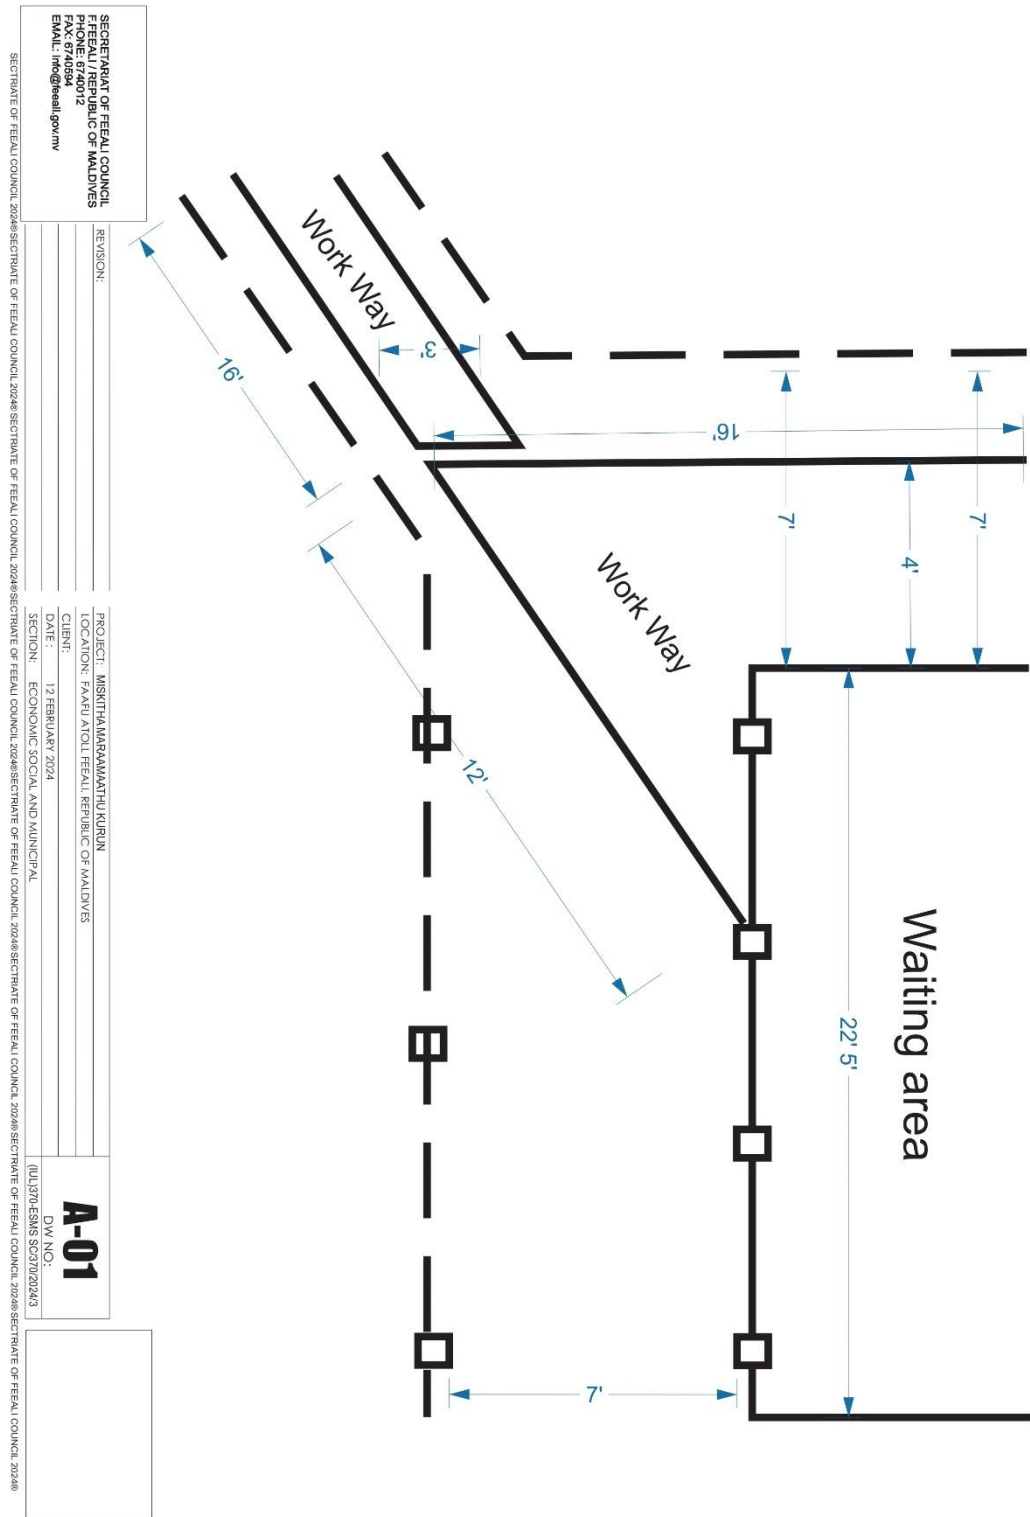 SECRETARIAT OF FEEALI COUNCIL
F.FEEALI / REPUBLIC OF MALDIVES
PHONE: 6740012
FAX: 6740594
EMAIL: info@feeali.gov.mv
REVISION:
PROJECT: MISKITHA MARAAMAATHU KURUN
LOCATION: FAAFU ATOLL FEEALI, REPUBLIC OF MALDIVES
CLIENT:
DATE: 12 FEBRUARY 2024
SECTION: ECONOMIC SOCIAL AND MUNICIPAL
A-01
DW NO:
(IUL)370-ESMS SC/370/2024/3
SECTRIATE OF FEEALI COUNCIL 2024®SECTRIATE OF FEEALI COUNCIL 2024®SECTRIATE OF FEEALI COUNCIL 2024®SECTRIATE OF FEEALI COUNCIL 2024®SECTRIATE OF FEEALI COUNCIL 2024®SECTRIATE OF FEEALI COUNCIL 2024®SECTRIATE OF FEEALI COUNCIL 2024®SECTRIATE OF FEEALI COUNCIL 2024®
Work Way
3'
16'
16'
7'
7'
4'
Work Way
12'
Waiting area
22' 5'
7'